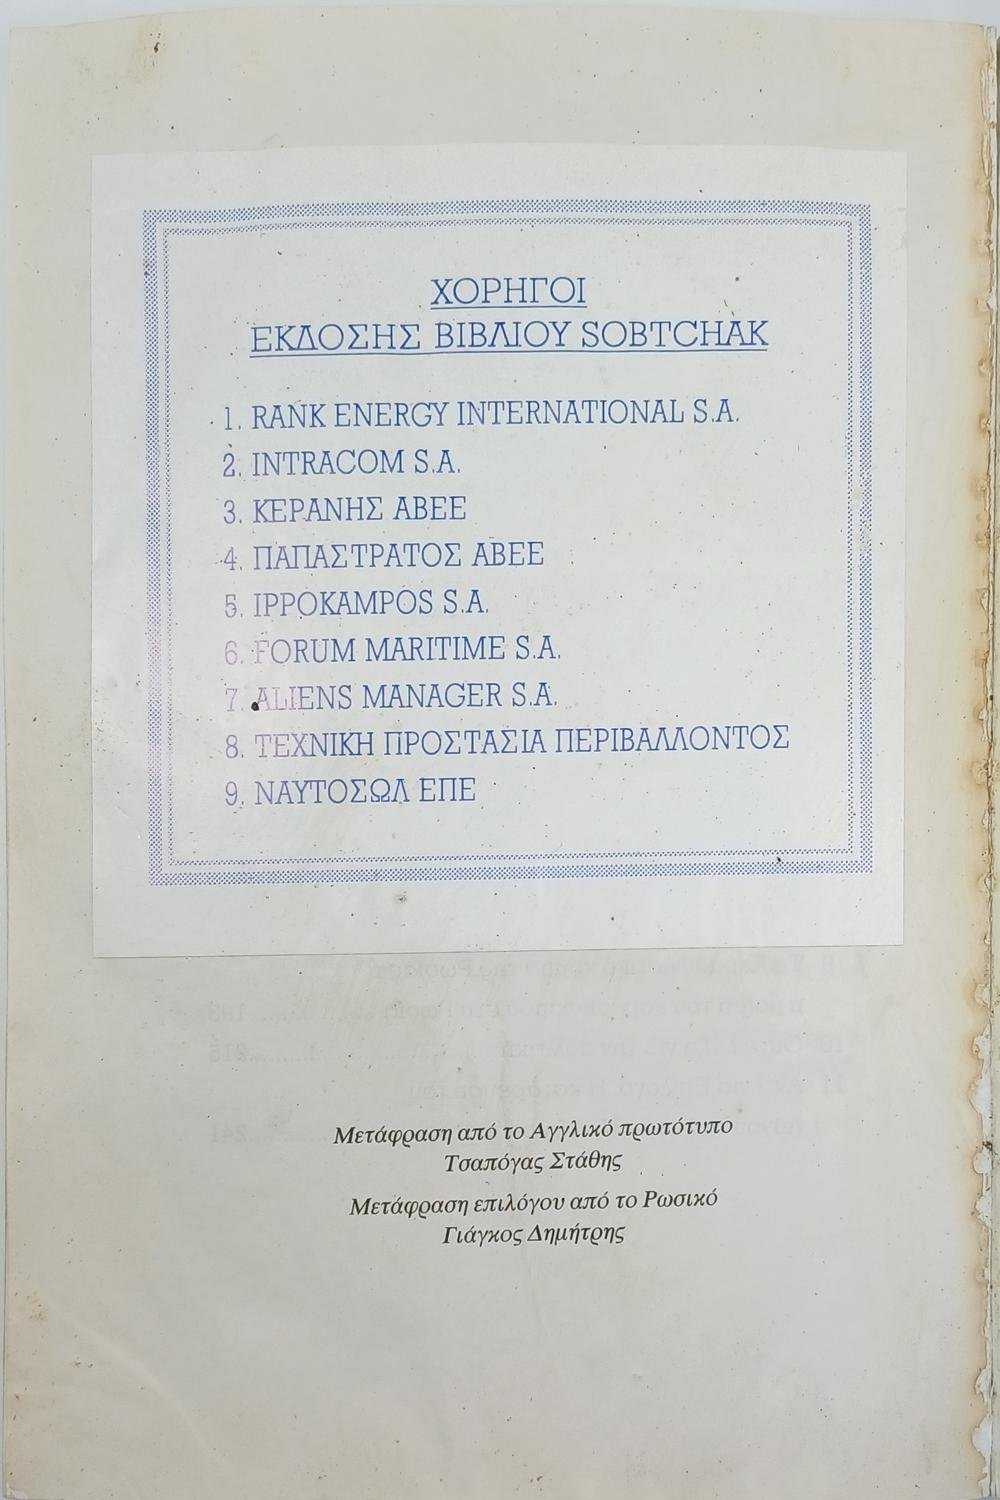 ΧΟΡΗΓΟΙ
ΕΚΔΟΣΗΣ ΒΙΒΛΙΟΥ SOBTCHAK
1. RANK ENERGY INTERNATIONAL S.A.
2. INTRACOM S.A.
3. ΚΕΡΑΝΗΣ ΑΒΕΕ
4. ΠΑΠΑΣΤΡΑΤΟΣ ΑΒΕΕ
5. IPPOKAMPOS S.A.
6. FORUM MARITIME S.A.
7. ALIENS MANAGER S.A.
8. ΤΕΧΝΙΚΗ ΠΡΟΣΤΑΣΙΑ ΠΕΡΙΒΑΛΛΟΝΤΟΣ
9. ΝΑΥΤΟΣΩΛ ΕΠΕ
Μετάφραση από το Αγγλικό πρωτότυπο
Τσαπόγας Στάθης
Μετάφραση επιλόγου από το Ρωσικό
Γιάγκος Δημήτρης